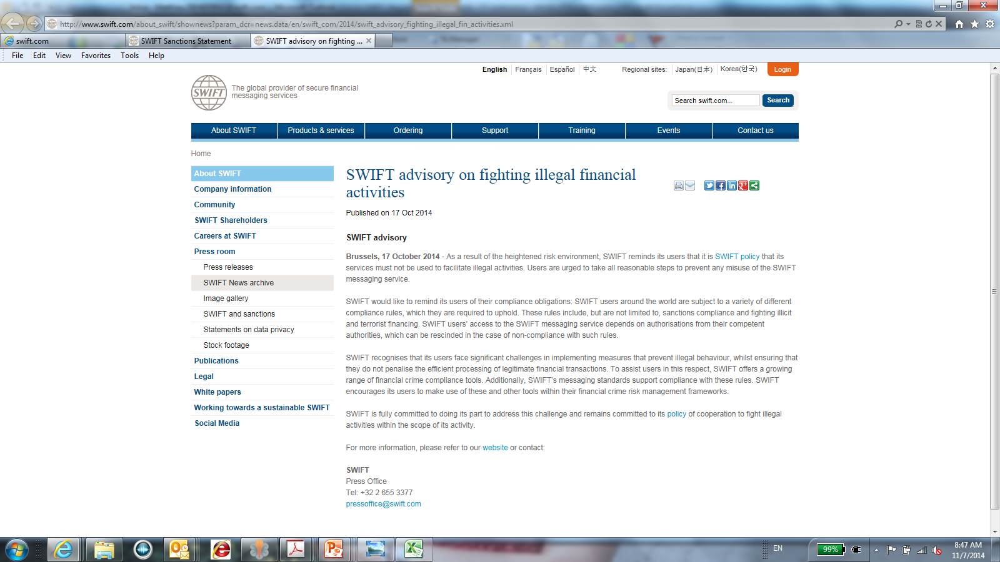 http://www.swift.com/about_swift/shownews?param_dcr=news.data/en/swift_com/2014/swift_advisory_fighting_illegal_fin_activities.xml
swift.com
SWIFT Sanctions Statement
SWIFT advisory on fighting ...
File Edit View Favorites Tools Help
English Français Español 中文 Regional sites: Japan(日本) Korea(한국) Login
SWIFT
The global provider of secure financial
messaging services
Search swift.com... Search
About SWIFT Products & services Ordering Support Training Events Contact us
Home
About SWIFT
Company information
Community
SWIFT Shareholders
Careers at SWIFT
Press room
Press releases
SWIFT News archive
Image gallery
SWIFT and sanctions
Statements on data privacy
Stock footage
Publications
Legal
White papers
Working towards a sustainable SWIFT
Social Media
SWIFT advisory on fighting illegal financial
activities
Published on 17 Oct 2014
SWIFT advisory
Brussels, 17 October 2014 - As a result of the heightened risk environment, SWIFT reminds its users that it is SWIFT policy that its
services must not be used to facilitate illegal activities. Users are urged to take all reasonable steps to prevent any misuse of the SWIFT
messaging service.
SWIFT would like to remind its users of their compliance obligations: SWIFT users around the world are subject to a variety of different
compliance rules, which they are required to uphold. These rules include, but are not limited to, sanctions compliance and fighting illicit
and terrorist financing. SWIFT users' access to the SWIFT messaging service depends on authorisations from their competent
authorities, which can be rescinded in the case of non-compliance with such rules.
SWIFT recognises that its users face significant challenges in implementing measures that prevent illegal behaviour, whilst ensuring that
they do not penalise the efficient processing of legitimate financial transactions. To assist users in this respect, SWIFT offers a growing
range of financial crime compliance tools. Additionally, SWIFT's messaging standards support compliance with these rules. SWIFT
encourages its users to make use of these and other tools within their financial crime risk management frameworks.
SWIFT is fully committed to doing its part to address this challenge and remains committed to its policy of cooperation to fight illegal
activities within the scope of its activity.
For more information, please refer to our website or contact:
SWIFT
Press Office
Tel: +32 2 655 3377
pressoffice@swift.com
EN
99%
8:47 AM
11/7/2014